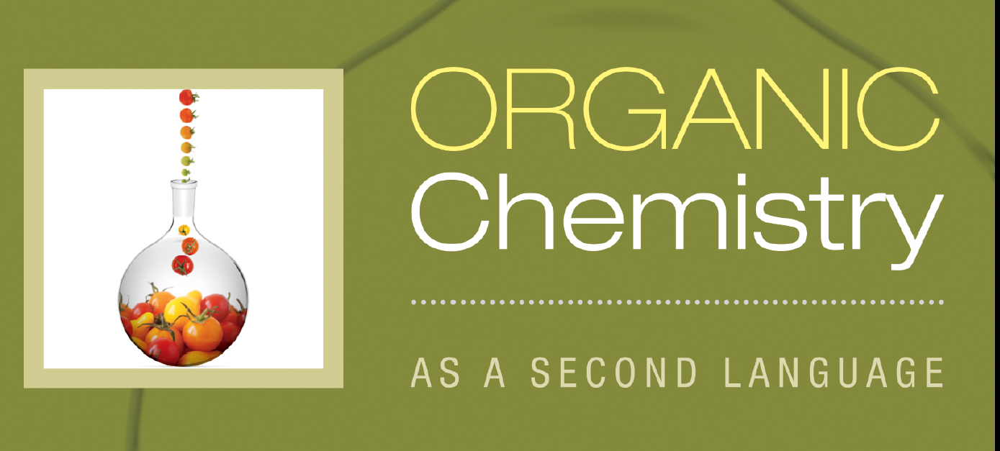 ORGANIC
Chemistry
AS A SECOND LANGUAGE